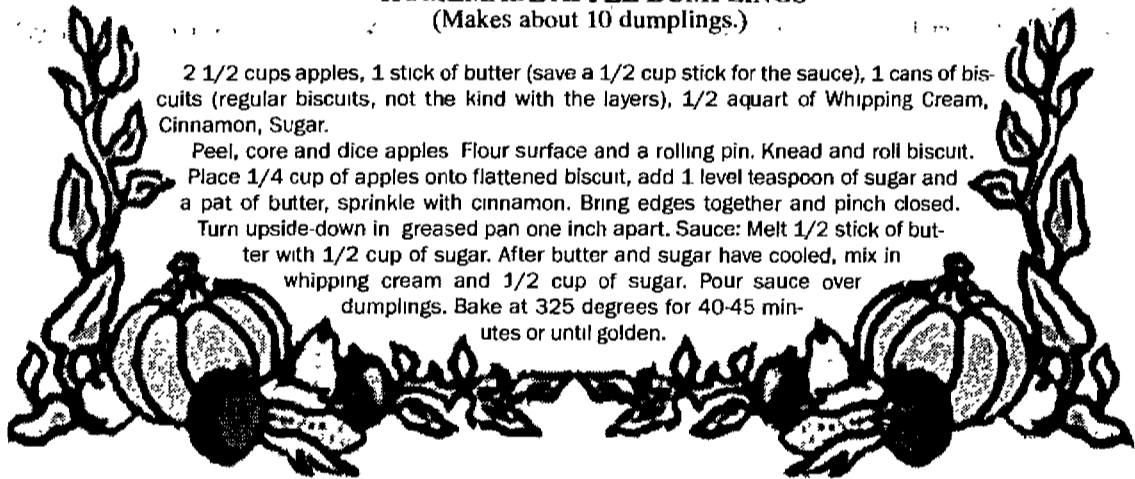 (Makes about 10 dumplings.)
2 1/2 cups apples, 1 stick of butter (save a 1/2 cup stick for the sauce), 1 cans of bis-
cuits (regular biscuits, not the kind with the layers), 1/2 aquart of Whipping Cream,
Cinnamon, Sugar.
Peel, core and dice apples Flour surface and a rolling pin. Knead and roll biscuit.
Place 1/4 cup of apples onto flattened biscuit, add 1 level teaspoon of sugar and
a pat of butter, sprinkle with cinnamon. Bring edges together and pinch closed.
Turn upside-down in greased pan one inch apart. Sauce: Melt 1/2 stick of but-
ter with 1/2 cup of sugar. After butter and sugar have cooled, mix in
whipping cream and 1/2 cup of sugar. Pour sauce over
dumplings. Bake at 325 degrees for 40-45 min-
utes or until golden.